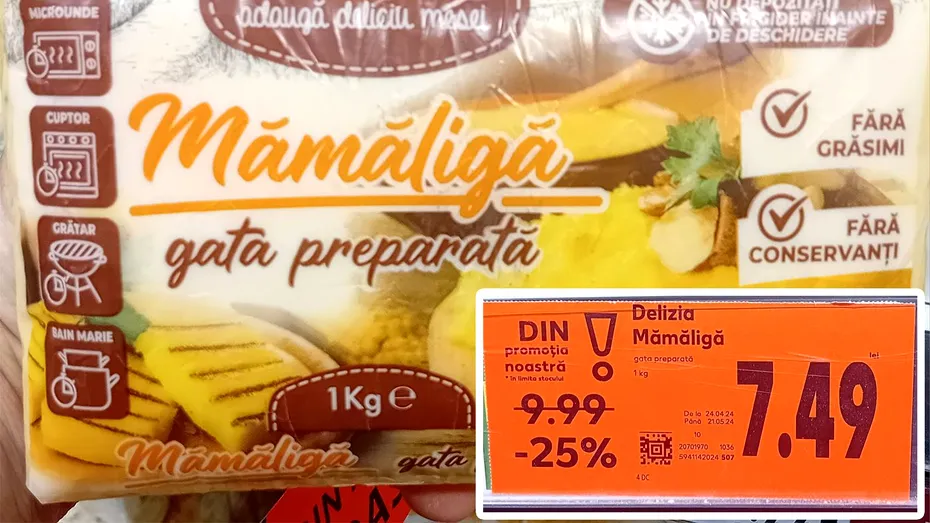 MICROUNDE
adaugă deliciu mesei
NU DEPOZITAȚI
ÎN FRIGIDER ÎNAINTE
DE DESCHIDERE
CUPTOR
GRĂTAR
BAIN MARIE
Mămăligă
gata preparată
FĂRĂ
GRĂSIMI
FĂRĂ
CONSERVANȚI
1Kg e
Mămăligă gata
DIN
promoția
noastră
* în limita stocului
9.99
-25%
Delizia
Mămăligă
gata preparată
1 kg
lei
7.49
De la 24.04.24
Până 21.05.24
10
20701970 1036
5941142024 507
4 DC